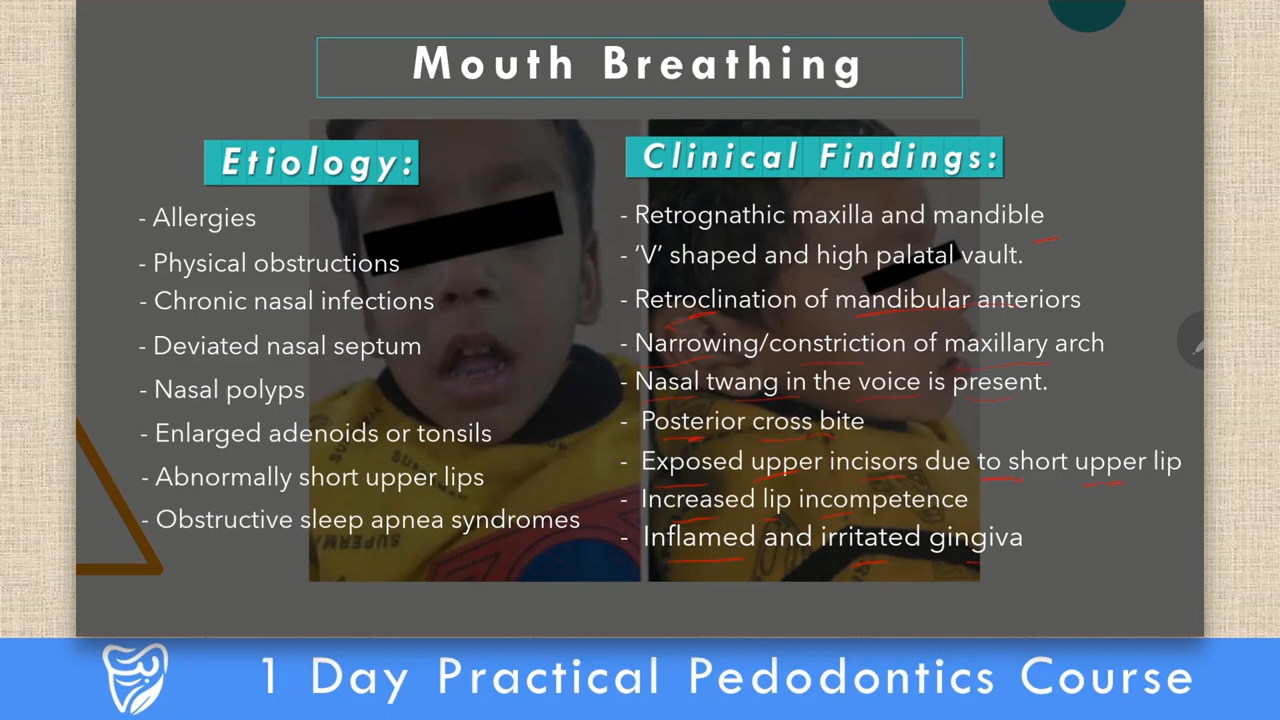 Mouth Breathing
Etiology:
- Allergies
- Physical obstructions
- Chronic nasal infections
- Deviated nasal septum
- Nasal polyps
- Enlarged adenoids or tonsils
- Abnormally short upper lips
- Obstructive sleep apnea syndromes
Clinical Findings:
- Retrognathic maxilla and mandible
- ‘V’ shaped and high palatal vault.
- Retroclination of mandibular anteriors
- Narrowing/constriction of maxillary arch
- Nasal twang in the voice is present.
- Posterior cross bite
- Exposed upper incisors due to short upper lip
- Increased lip incompetence
- Inflamed and irritated gingiva
1 Day Practical Pedodontics Course